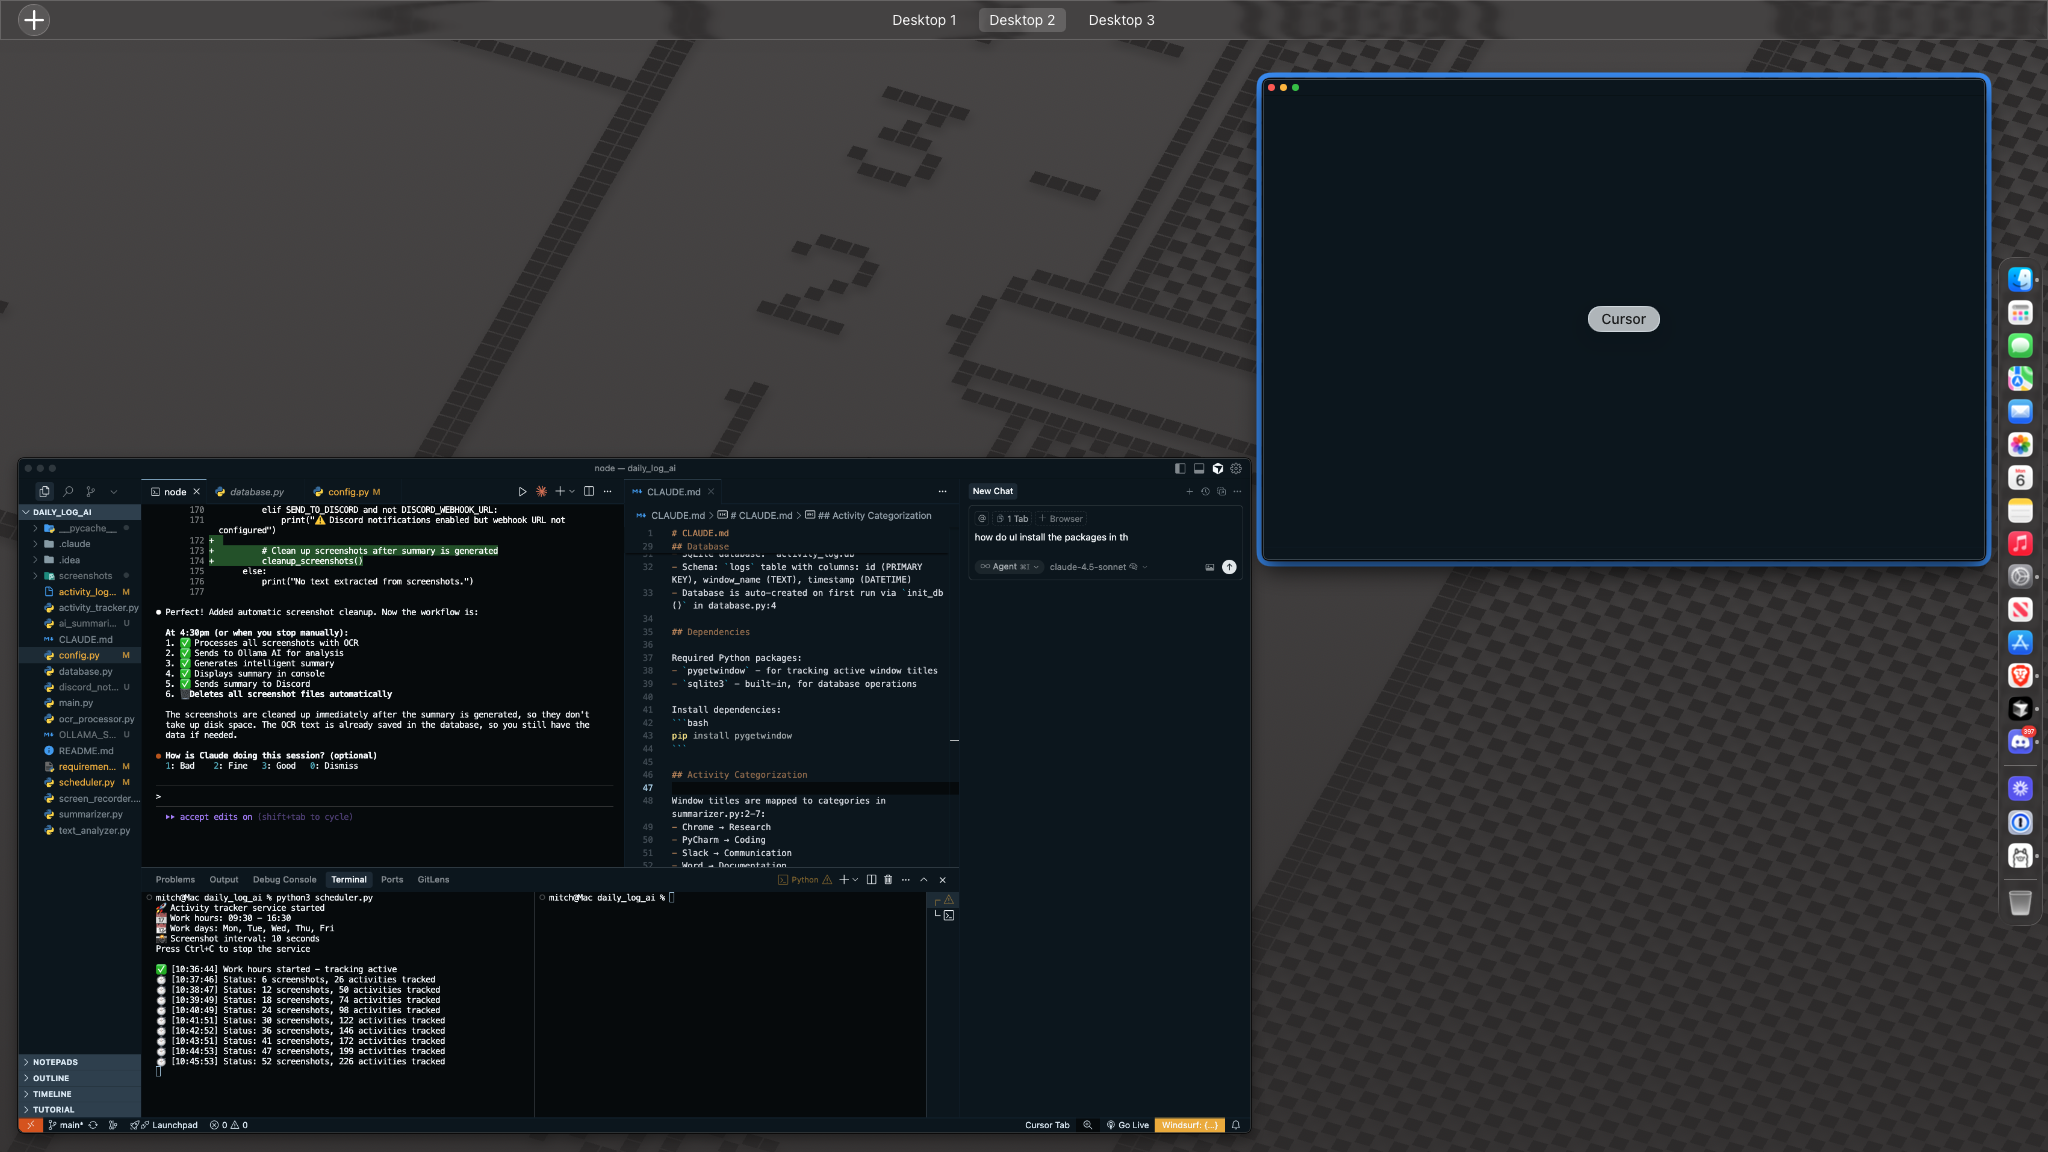 Desktop 1
Desktop 2
Desktop 3
Cursor
node — daily_log_ai
DAILY_LOG_AI
__pycache__
.claude
.idea
screenshots
activity_log... M
activity_tracker.py
ai_summari... U
CLAUDE.md
config.py M
database.py
discord_not... U
main.py
ocr_processor.py
OLLAMA_S... U
README.md
requiremen... M
scheduler.py M
screen_recorder....
summarizer.py
text_analyzer.py
NOTEPADS
OUTLINE
TIMELINE
TUTORIAL
node
database.py
config.py M
170 elif SEND_TO_DISCORD and not DISCORD_WEBHOOK_URL:
171 print("⚠️ Discord notifications enabled but webhook URL not
configured")
172 +
173 + # Clean up screenshots after summary is generated
174 + cleanup_screenshots()
175 else:
176 print("No text extracted from screenshots.")
177
● Perfect! Added automatic screenshot cleanup. Now the workflow is:
At 4:30pm (or when you stop manually):
1. ✅ Processes all screenshots with OCR
2. ✅ Sends to Ollama AI for analysis
3. ✅ Generates intelligent summary
4. ✅ Displays summary in console
5. ✅ Sends summary to Discord
6. Deletes all screenshot files automatically
The screenshots are cleaned up immediately after the summary is generated, so they don't
take up disk space. The OCR text is already saved in the database, so you still have the
data if needed.
● How is Claude doing this session? (optional)
1: Bad 2: Fine 3: Good 0: Dismiss
>
▸▸ accept edits on (shift+tab to cycle)
CLAUDE.md
CLAUDE.md > # CLAUDE.md > ## Activity Categorization
1 # CLAUDE.md
29 ## Database
31 - SQLite database: `activity_log.db`
32 - Schema: `logs` table with columns: id (PRIMARY
KEY), window_name (TEXT), timestamp (DATETIME)
33 - Database is auto-created on first run via `init_db
()` in database.py:4
34
35 ## Dependencies
36
37 Required Python packages:
38 - `pygetwindow` - for tracking active window titles
39 - `sqlite3` - built-in, for database operations
40
41 Install dependencies:
42 ```bash
43 pip install pygetwindow
44 ```
45
46 ## Activity Categorization
47
48 Window titles are mapped to categories in
summarizer.py:2-7:
49 - Chrome → Research
50 - PyCharm → Coding
51 - Slack → Communication
52 - Word → Documentation
New Chat
@ 1 Tab Browser
how do uI install the packages in th
Agent ⌘I claude-4.5-sonnet
Problems Output Debug Console Terminal Ports GitLens
Python
mitch@Mac daily_log_ai % python3 scheduler.py
🚀 Activity tracker service started
📅 Work hours: 09:30 - 16:30
📆 Work days: Mon, Tue, Wed, Thu, Fri
📸 Screenshot interval: 10 seconds
Press Ctrl+C to stop the service
✅ [10:36:44] Work hours started - tracking active
[10:37:46] Status: 6 screenshots, 26 activities tracked
[10:38:47] Status: 12 screenshots, 50 activities tracked
[10:39:49] Status: 18 screenshots, 74 activities tracked
[10:40:49] Status: 24 screenshots, 98 activities tracked
[10:41:51] Status: 30 screenshots, 122 activities tracked
[10:42:52] Status: 36 screenshots, 146 activities tracked
[10:43:51] Status: 41 screenshots, 172 activities tracked
[10:44:53] Status: 47 screenshots, 199 activities tracked
[10:45:53] Status: 52 screenshots, 226 activities tracked
mitch@Mac daily_log_ai %
main*
Launchpad
0 0
Cursor Tab
Go Live
Windsurf: {...}
6
397
3
2
1